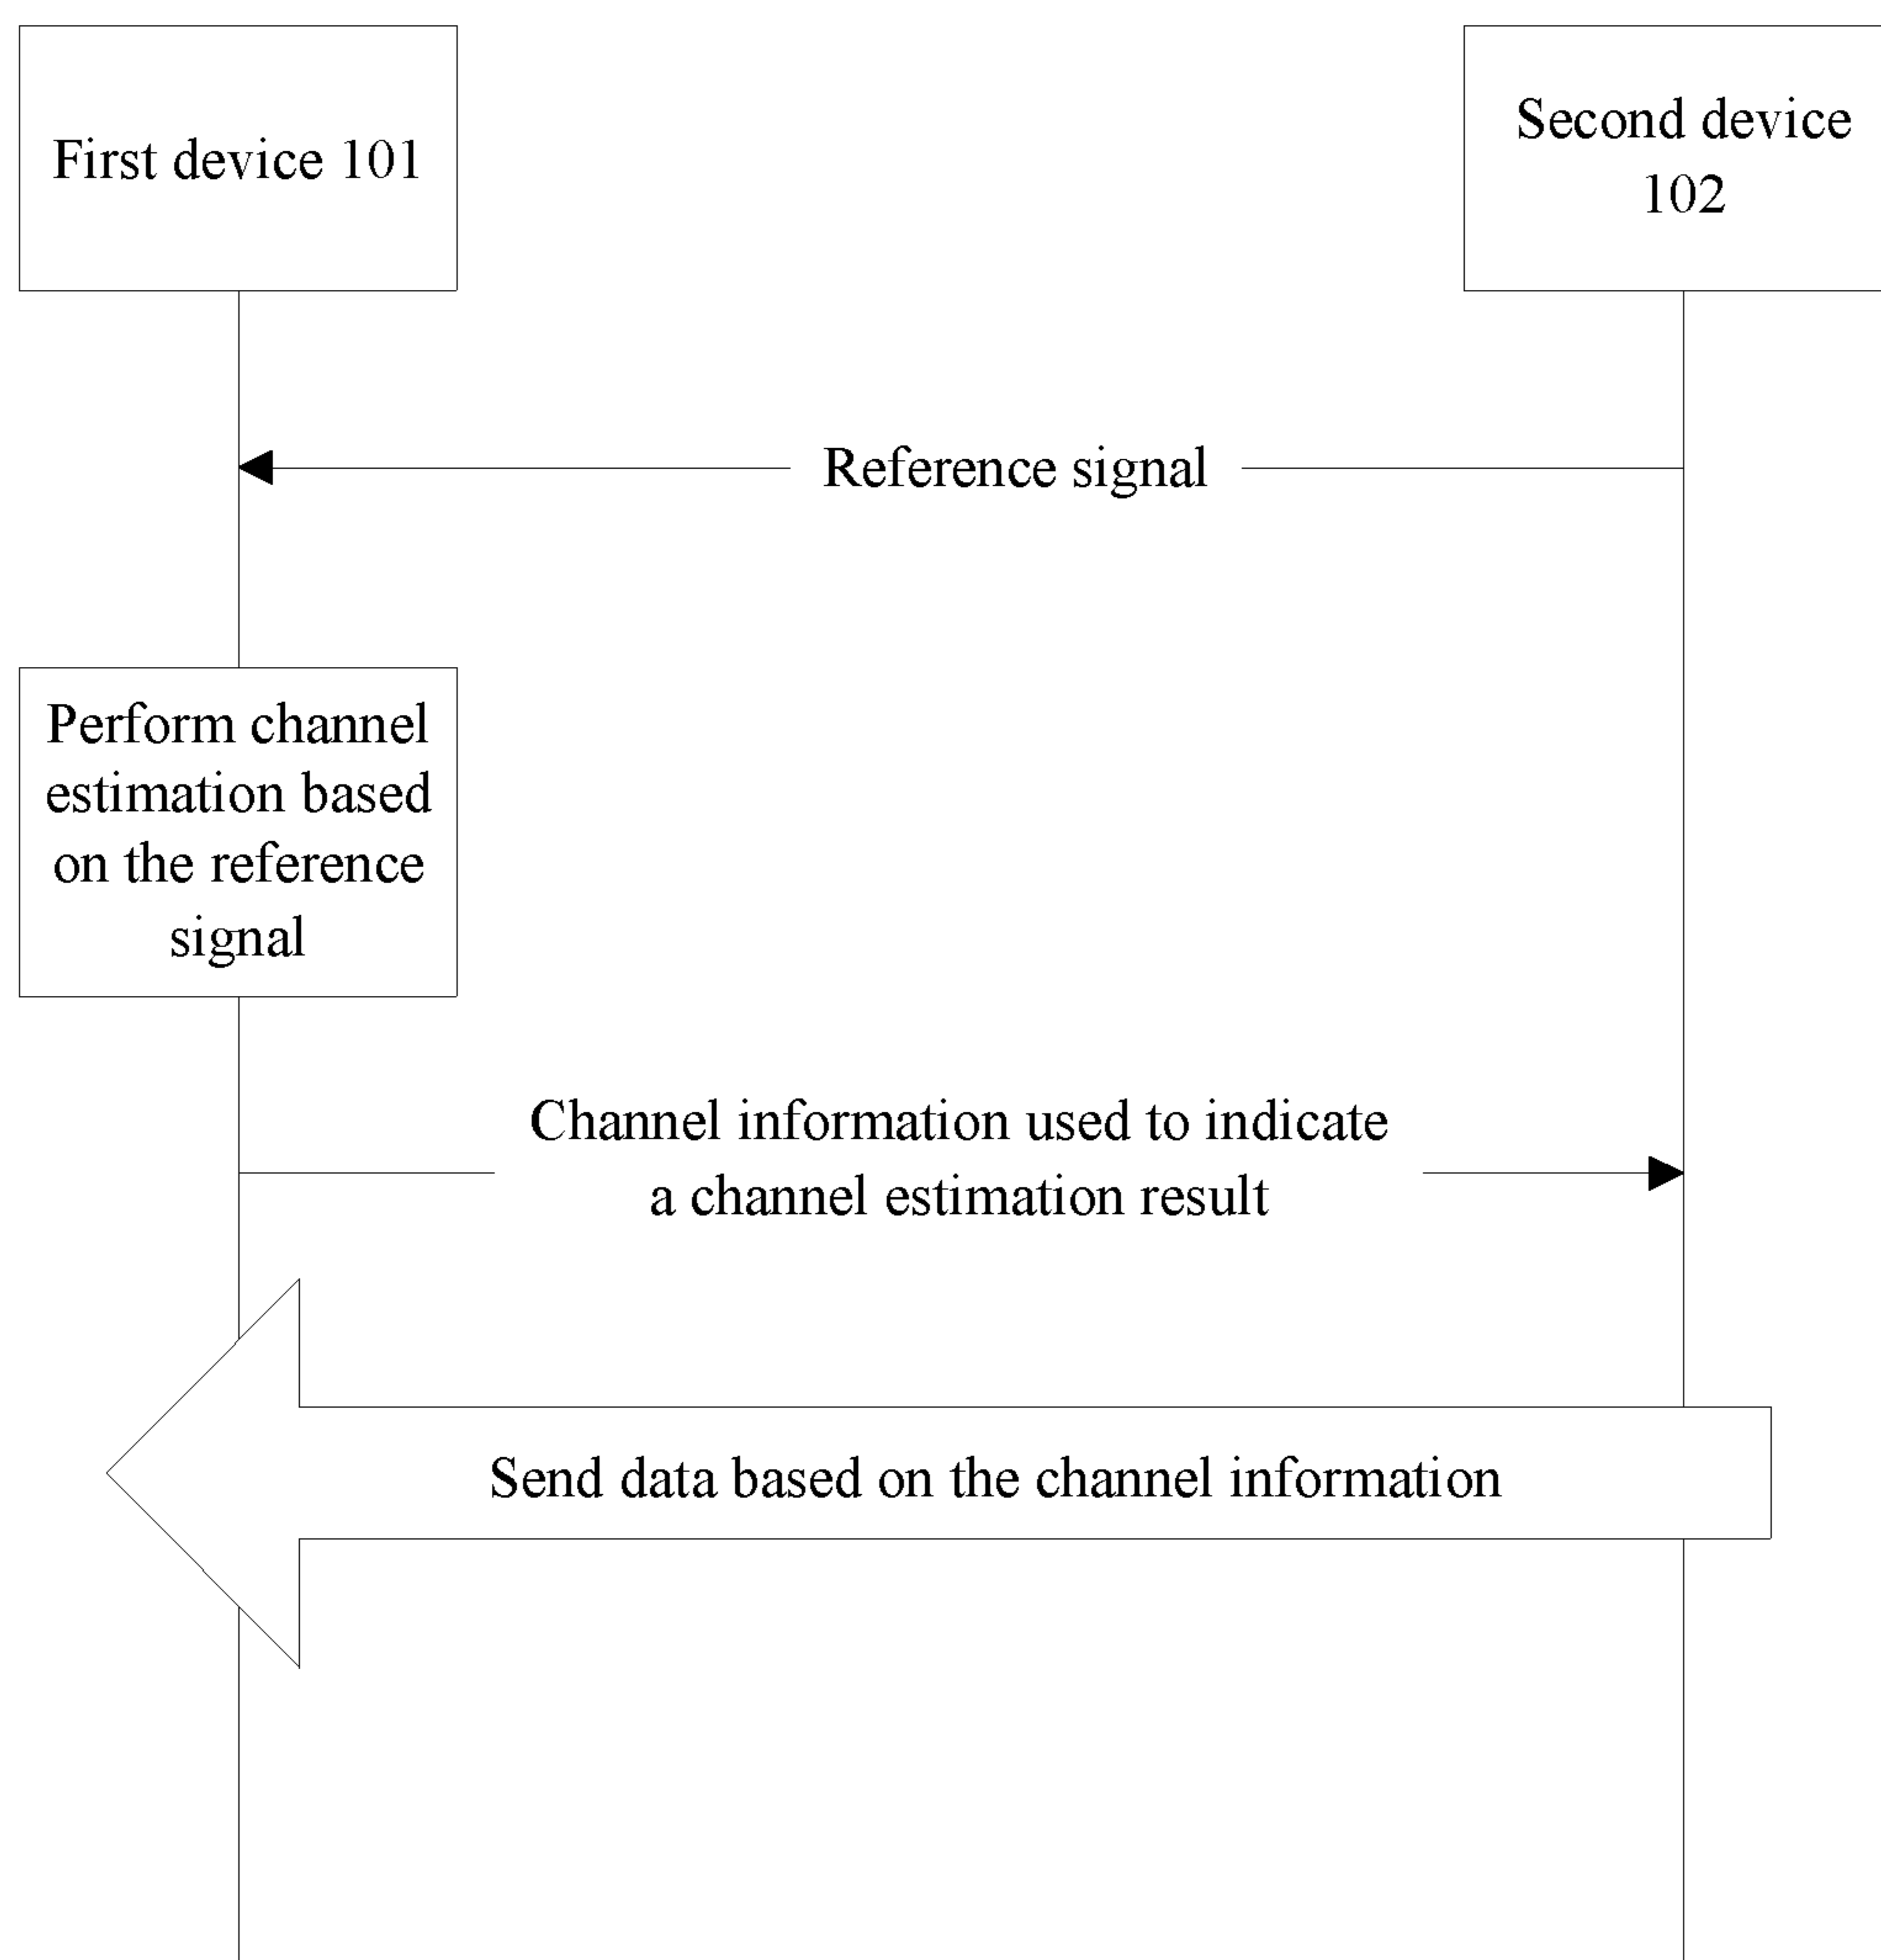 First device 101
Second device
102
Reference signal
Perform channel
estimation based
on the reference
signal
Channel information used to indicate
a channel estimation result
Send data based on the channel information